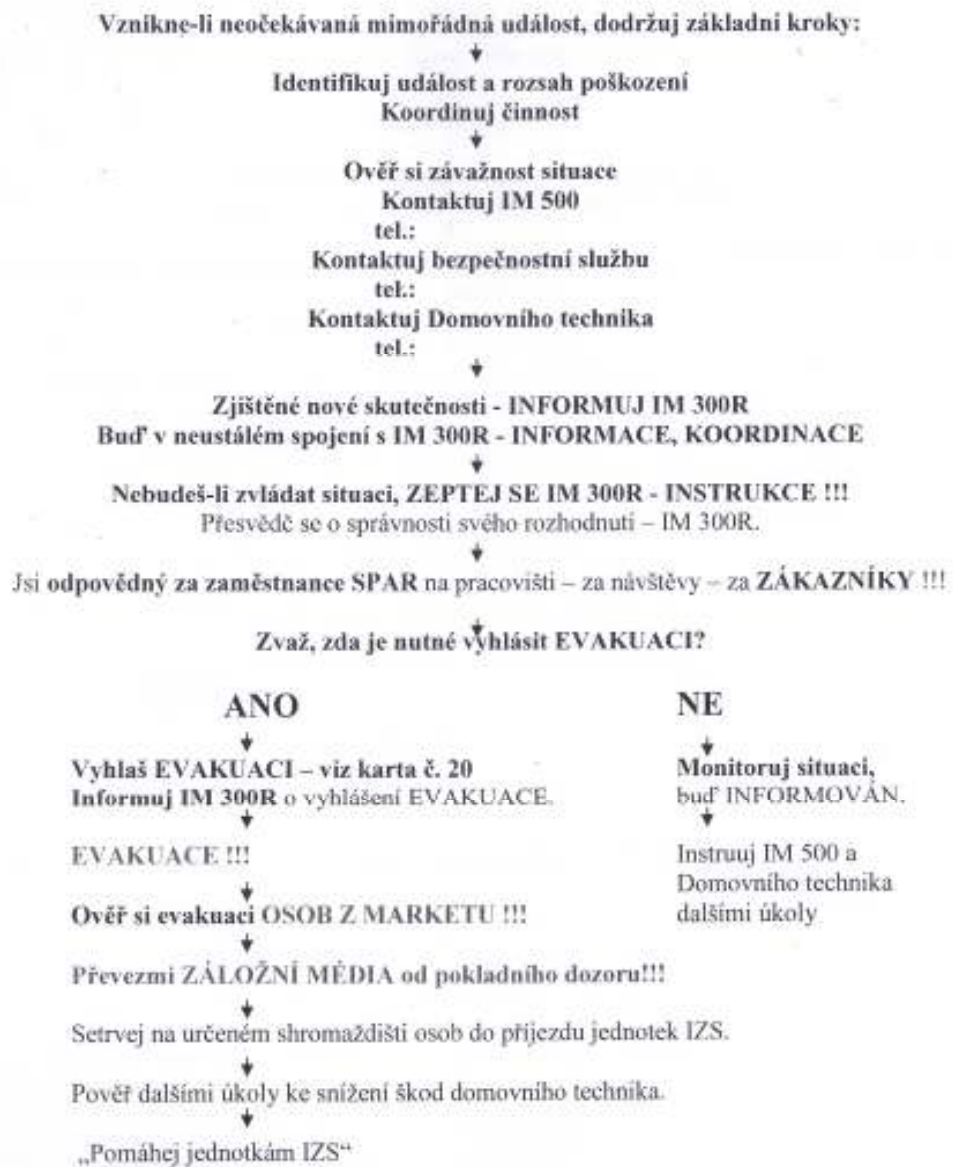 Vznikne-li neočekávaná mimořádná událost, dodržuj základní kroky:
Identifikuj událost a rozsah poškození
Koordinuj činnost
Ověř si závažnost situace
Kontaktuj IM 500
tel.:
Kontaktuj bezpečnostní službu
tel.:
Kontaktuj Domovního technika
tel.:
Zjištěné nové skutečnosti - INFORMUJ IM 300R
Buď v neustálém spojení s IM 300R - INFORMACE, KOORDINACE
Nebudeš-li zvládat situaci, ZEPTEJ SE IM 300R - INSTRUKCE !!!
Přesvědč se o správnosti svého rozhodnutí – IM 300R.
Jsi odpovědný za zaměstnance SPAR na pracovišti – za návštěvy – za ZÁKAZNÍKY !!!
Zvaž, zda je nutné vyhlásit EVAKUACI?
ANO
Vyhlaš EVAKUACI – viz karta č. 20
Informuj IM 300R o vyhlášení EVAKUACE.
EVAKUACE !!!
Ověř si evakuaci OSOB Z MARKETU !!!
Převezmi ZÁLOŽNÍ MÉDIA od pokladního dozoru!!!
Setrvej na určeném shromaždišti osob do příjezdu jednotek IZS.
Pověř dalšími úkoly ke snížení škod domovního technika.
„Pomáhej jednotkám IZS“
NE
Monitoruj situaci,
buď INFORMOVÁN.
Instruuj IM 500 a
Domovního technika
dalšími úkoly